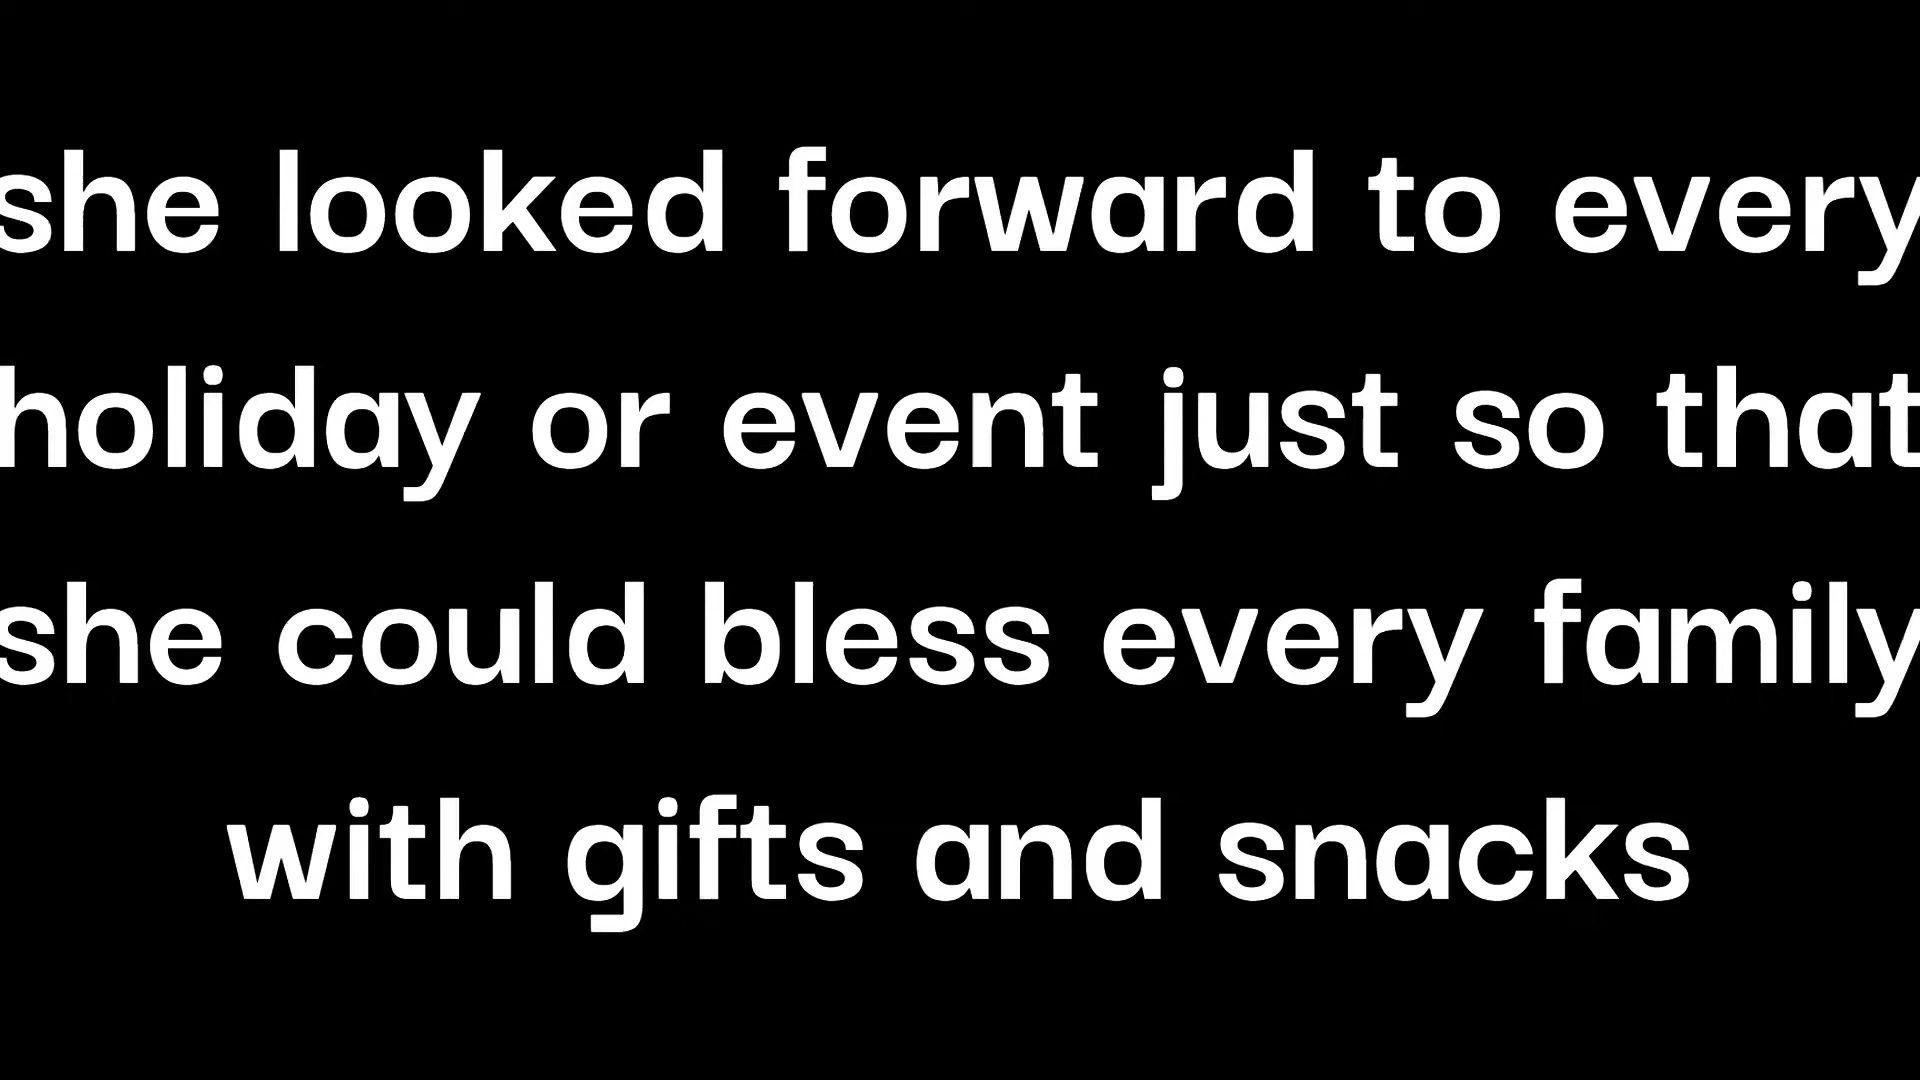 she looked forward to every
holiday or event just so that
she could bless every family
with gifts and snacks